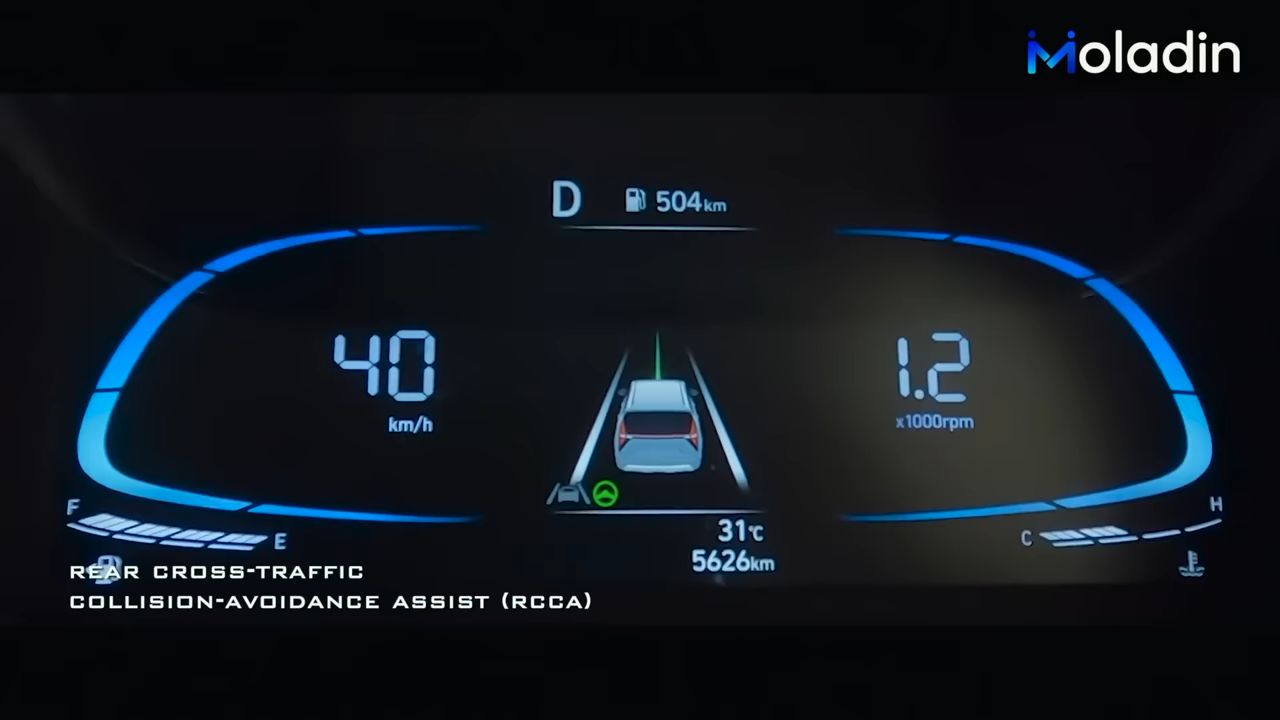 Moladin
D 504km
40
km/h
1.2
x1000rpm
F
E
31°C
5626km
C
H
REAR CROSS-TRAFFIC
COLLISION-AVOIDANCE ASSIST (RCCA)